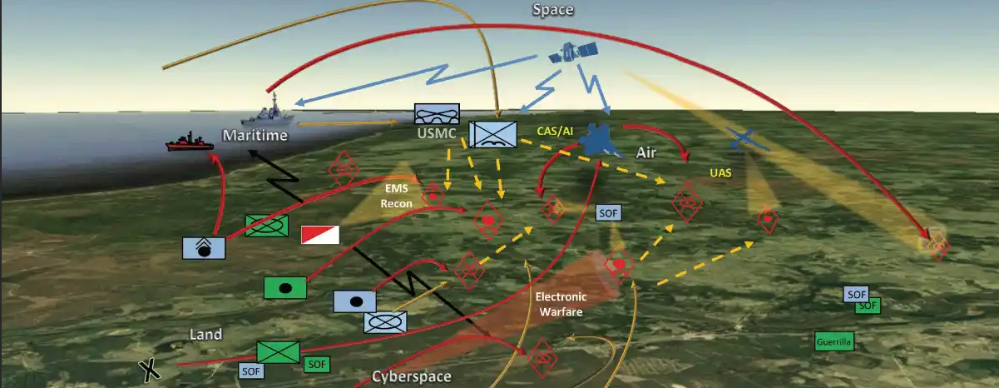 Space
Maritime
USMC
CAS/AI
Air
UAS
EMS
Recon
SOF
Electronic
Warfare
SOF
SOF
Land
Guerrilla
SOF
SOF
Cyberspace